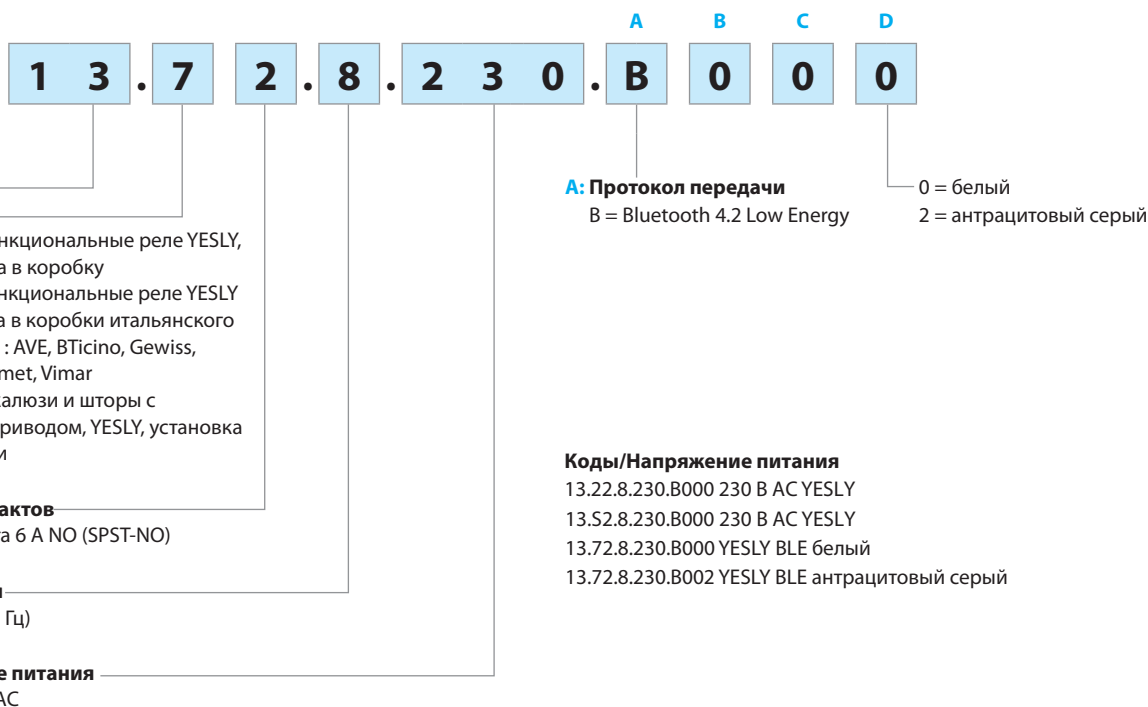 A B C D
1 3 . 7 2 . 8 . 2 3 0 . B 0 0 0
A: Протокол передачи
B = Bluetooth 4.2 Low Energy
0 = белый
2 = антрацитовый серый
нкциональные реле YESLY,
а в коробку
нкциональные реле YESLY
а в коробки итальянского
: AVE, BTicino, Gewiss,
met, Vimar
алюзи и шторы с
риводом, YESLY, установка
и
актов
а 6 А NO (SPST-NO)
Гц)
е питания
AC
Коды/Напряжение питания
13.22.8.230.B000 230 В AC YESLY
13.S2.8.230.B000 230 В AC YESLY
13.72.8.230.B000 YESLY BLE белый
13.72.8.230.B002 YESLY BLE антрацитовый серый